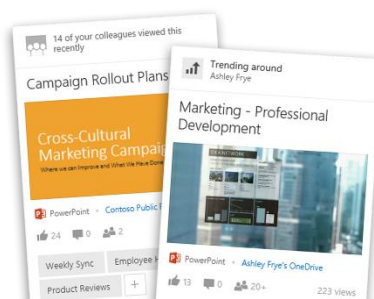 14 of your colleagues viewed this
recently
Campaign Rollout Plans
Cross-Cultural
Marketing Campaig
Where we can Improve and What We Have Done
PowerPoint - Contoso Public
24 0 2
Weekly Sync Employee
Product Reviews +
Trending around
Ashley Frye
Marketing - Professional
Development
PowerPoint - Ashley Frye's OneDrive
13 0 20+ 223 views